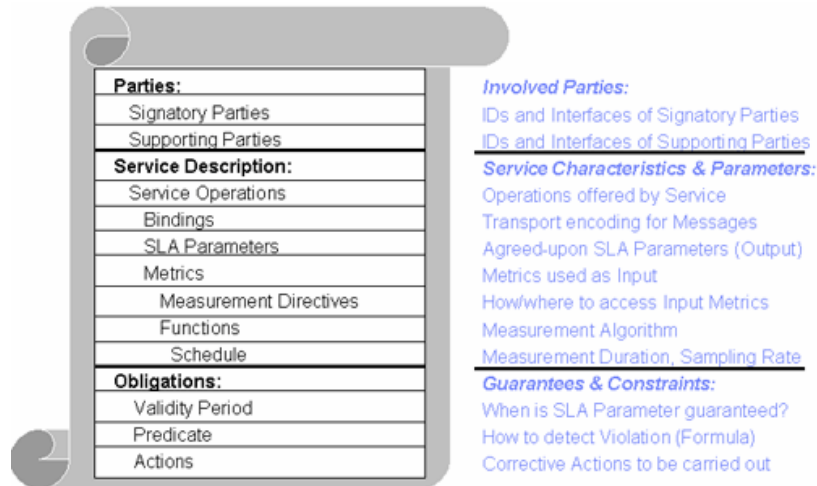 Parties:
Signatory Parties
Supporting Parties
Service Description:
Service Operations
Bindings
SLA Parameters
Metrics
Measurement Directives
Functions
Schedule
Obligations:
Validity Period
Predicate
Actions
Involved Parties:
IDs and Interfaces of Signatory Parties
IDs and Interfaces of Supporting Parties
Service Characteristics & Parameters:
Operations offered by Service
Transport encoding for Messages
Agreed-upon SLA Parameters (Output)
Metrics used as Input
How/where to access Input Metrics
Measurement Algorithm
Measurement Duration, Sampling Rate
Guarantees & Constraints:
When is SLA Parameter guaranteed?
How to detect Violation (Formula)
Corrective Actions to be carried out